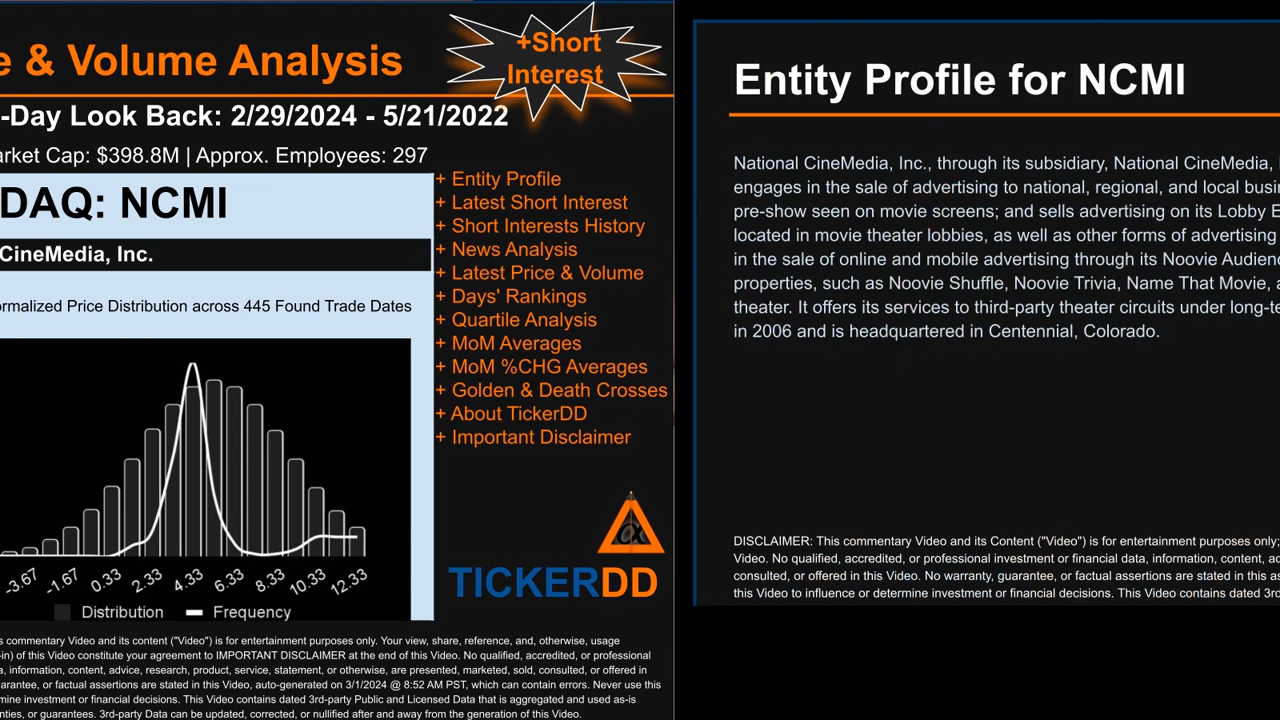 e & Volume Analysis
+Short
Interest
-Day Look Back: 2/29/2024 - 5/21/2022
arket Cap: $398.8M | Approx. Employees: 297
DAQ: NCMI
CineMedia, Inc.
ormalized Price Distribution across 445 Found Trade Dates
-3.67 -1.67 0.33 2.33 4.33 6.33 8.33 10.33 12.33
Distribution Frequency
+ Entity Profile
+ Latest Short Interest
+ Short Interests History
+ News Analysis
+ Latest Price & Volume
+ Days' Rankings
+ Quartile Analysis
+ MoM Averages
+ MoM %CHG Averages
+ Golden & Death Crosses
+ About TickerDD
+ Important Disclaimer
TICKERDD
s commentary Video and its content ("Video") is for entertainment purposes only. Your view, share, reference, and, otherwise, usage
-in) of this Video constitute your agreement to IMPORTANT DISCLAIMER at the end of this Video. No qualified, accredited, or professional
a, information, content, advice, research, product, service, statement, or otherwise, are presented, marketed, sold, consulted, or offered in
arantee, or factual assertions are stated in this Video, auto-generated on 3/1/2024 @ 8:52 AM PST, which can contain errors. Never use this
mine investment or financial decisions. This Video contains dated 3rd-party Public and Licensed Data that is aggregated and used as-is
nties, or guarantees. 3rd-party Data can be updated, corrected, or nullified after and away from the generation of this Video.
Entity Profile for NCMI
National CineMedia, Inc., through its subsidiary, National CineMedia,
engages in the sale of advertising to national, regional, and local busi
pre-show seen on movie screens; and sells advertising on its Lobby E
located in movie theater lobbies, as well as other forms of advertising
in the sale of online and mobile advertising through its Noovie Audienc
properties, such as Noovie Shuffle, Noovie Trivia, Name That Movie, a
theater. It offers its services to third-party theater circuits under long-te
in 2006 and is headquartered in Centennial, Colorado.
DISCLAIMER: This commentary Video and its Content ("Video") is for entertainment purposes only;
Video. No qualified, accredited, or professional investment or financial data, information, content, ad
consulted, or offered in this Video. No warranty, guarantee, or factual assertions are stated in this as
this Video to influence or determine investment or financial decisions. This Video contains dated 3rd